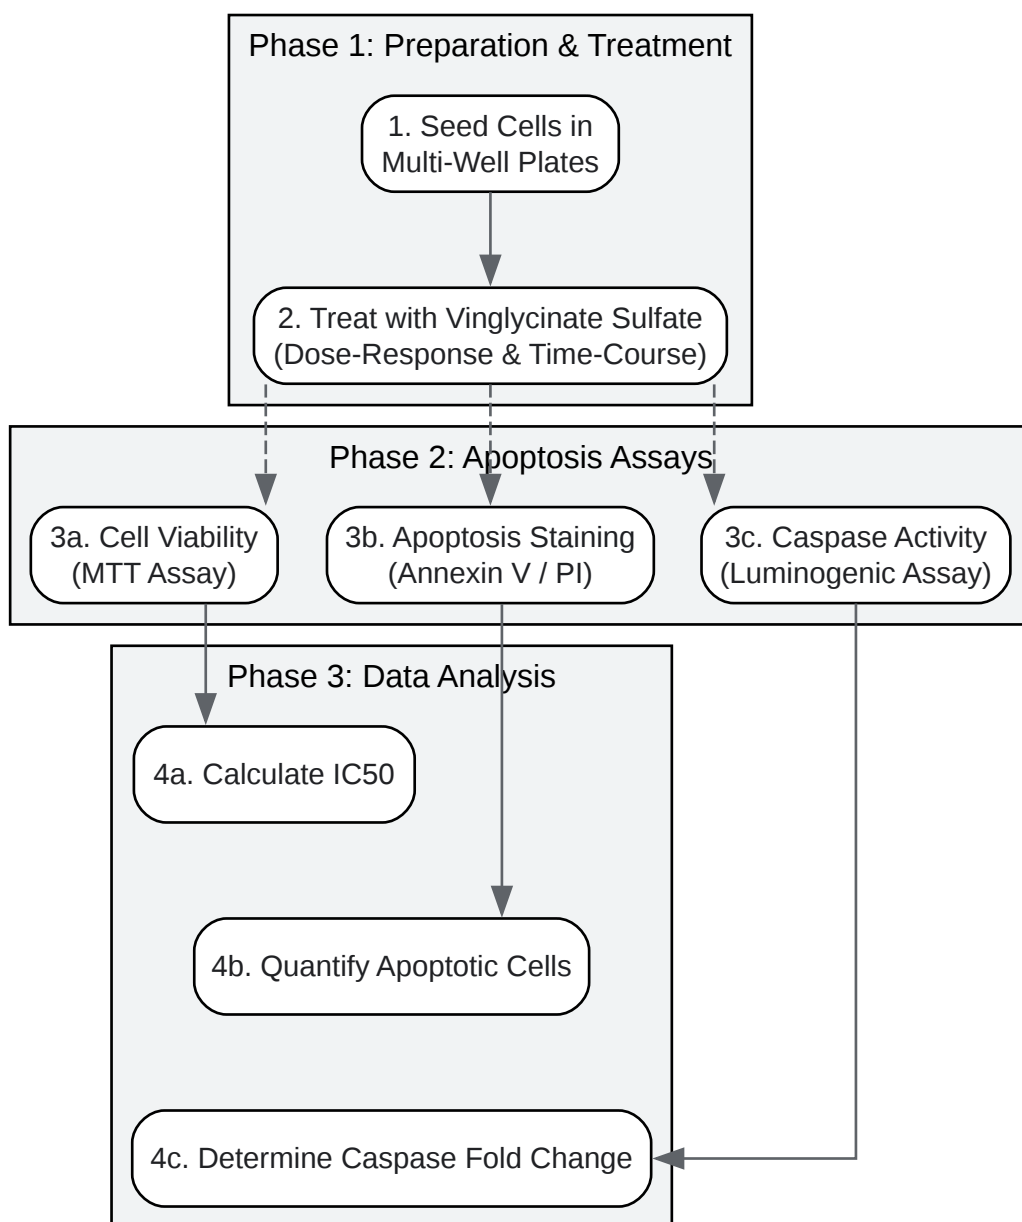 Phase 1: Preparation & Treatment
1. Seed Cells in
Multi-Well Plates
2. Treat with Vinglycinate Sulfate
(Dose-Response & Time-Course)
Phase 2: Apoptosis Assays
3a. Cell Viability
(MTT Assay)
3b. Apoptosis Staining
(Annexin V / PI)
3c. Caspase Activity
(Luminogenic Assay)
Phase 3: Data Analysis
4a. Calculate IC50
4b. Quantify Apoptotic Cells
4c. Determine Caspase Fold Change